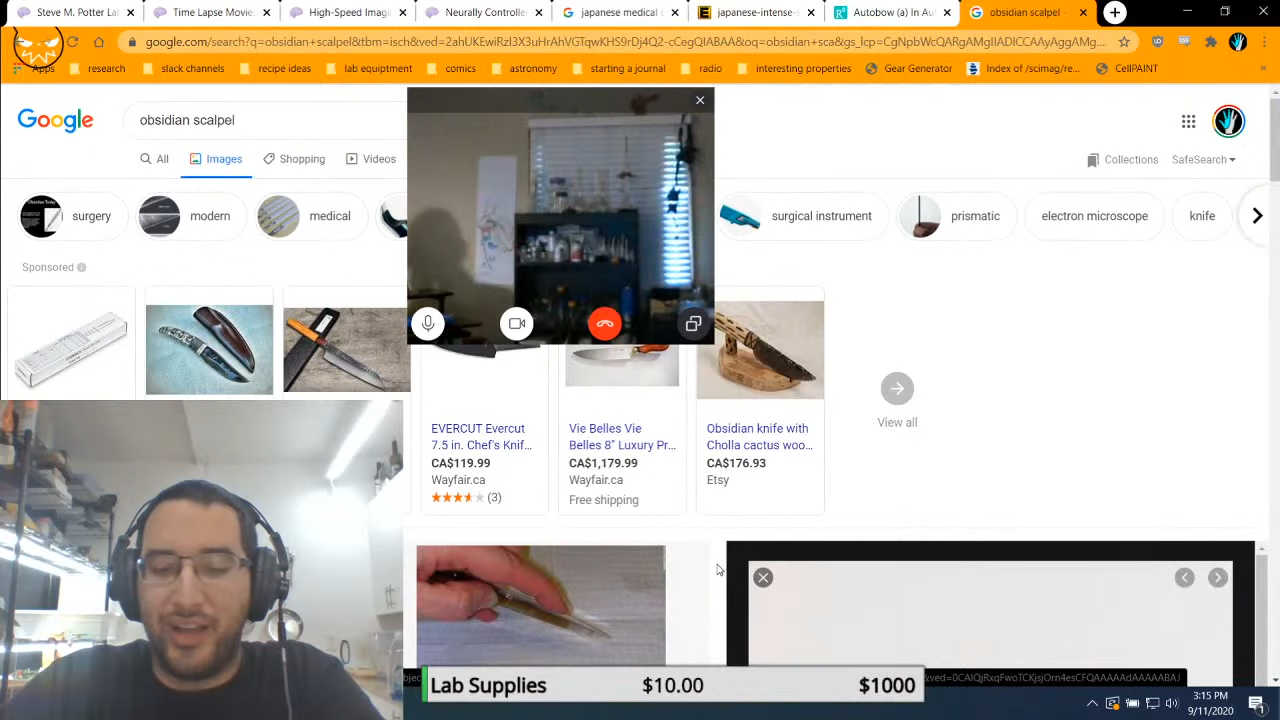 Steve M. Potter La
Time Lapse Movie
High-Speed Imagi
Neurally Controlle
japanese medical c
japanese-intense-s
Autobow (a) In Aut
obsidian scalpel -
google.com/search?q=obsidian+scalpel&tbm=isch&ved=2ahUKEwiRzI3X3uHrAhVGTqwKHS9rDj4Q2-cCegQIABAA&oq=obsidian+sca&gs_lcp=CgNpbWcQARgAMgIIADICCAAyAggAMg...
Apps
research
slack channels
recipe ideas
lab equiptment
comics
astronomy
starting a journal
radio
interesting properties
Gear Generator
Index of /scimag/re...
CellPAINT
Google
obsidian scalpel
All
Images
Shopping
Videos
Collections
SafeSearch
surgery
modern
medical
surgical instrument
prismatic
electron microscope
knife
Sponsored
EVERCUT Evercut
7.5 in. Chef's Knif...
CA$119.99
Wayfair.ca
(3)
Vie Belles Vie
Belles 8" Luxury Pr...
CA$1,179.99
Wayfair.ca
Free shipping
Obsidian knife with
Cholla cactus woo...
CA$176.93
Etsy
View all
Lab Supplies
$10.00
$1000
3:15 PM
9/11/2020